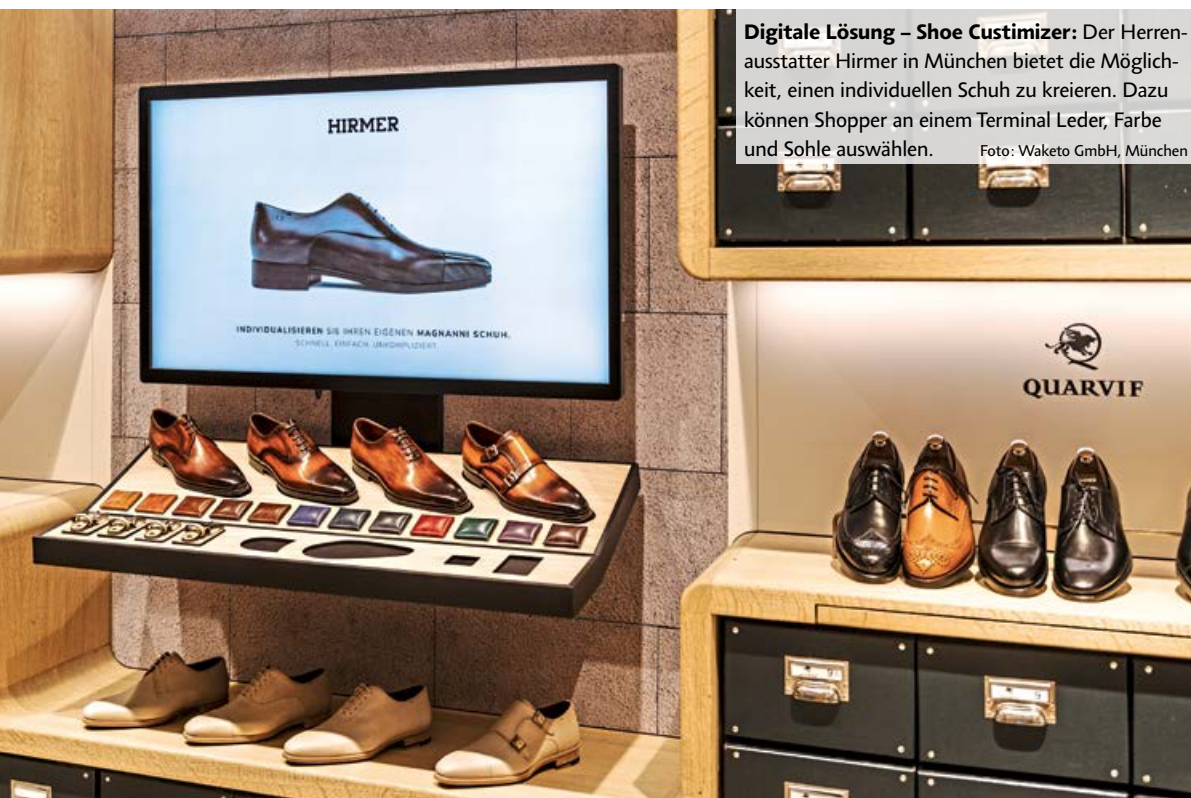 Digitale Lösung – Shoe Custimizer: Der Herren-
ausstatter Hirmer in München bietet die Möglich-
keit, einen individuellen Schuh zu kreieren. Dazu
können Shopper an einem Terminal Leder, Farbe
und Sohle auswählen. Foto: Waketo GmbH, München
HIRMER
INDIVIDUALISIEREN SIE IHREN EIGENEN MAGNANNI SCHUH.
SCHNELL. EINFACH. UNKOMPLIZIERT.
QUARVIF